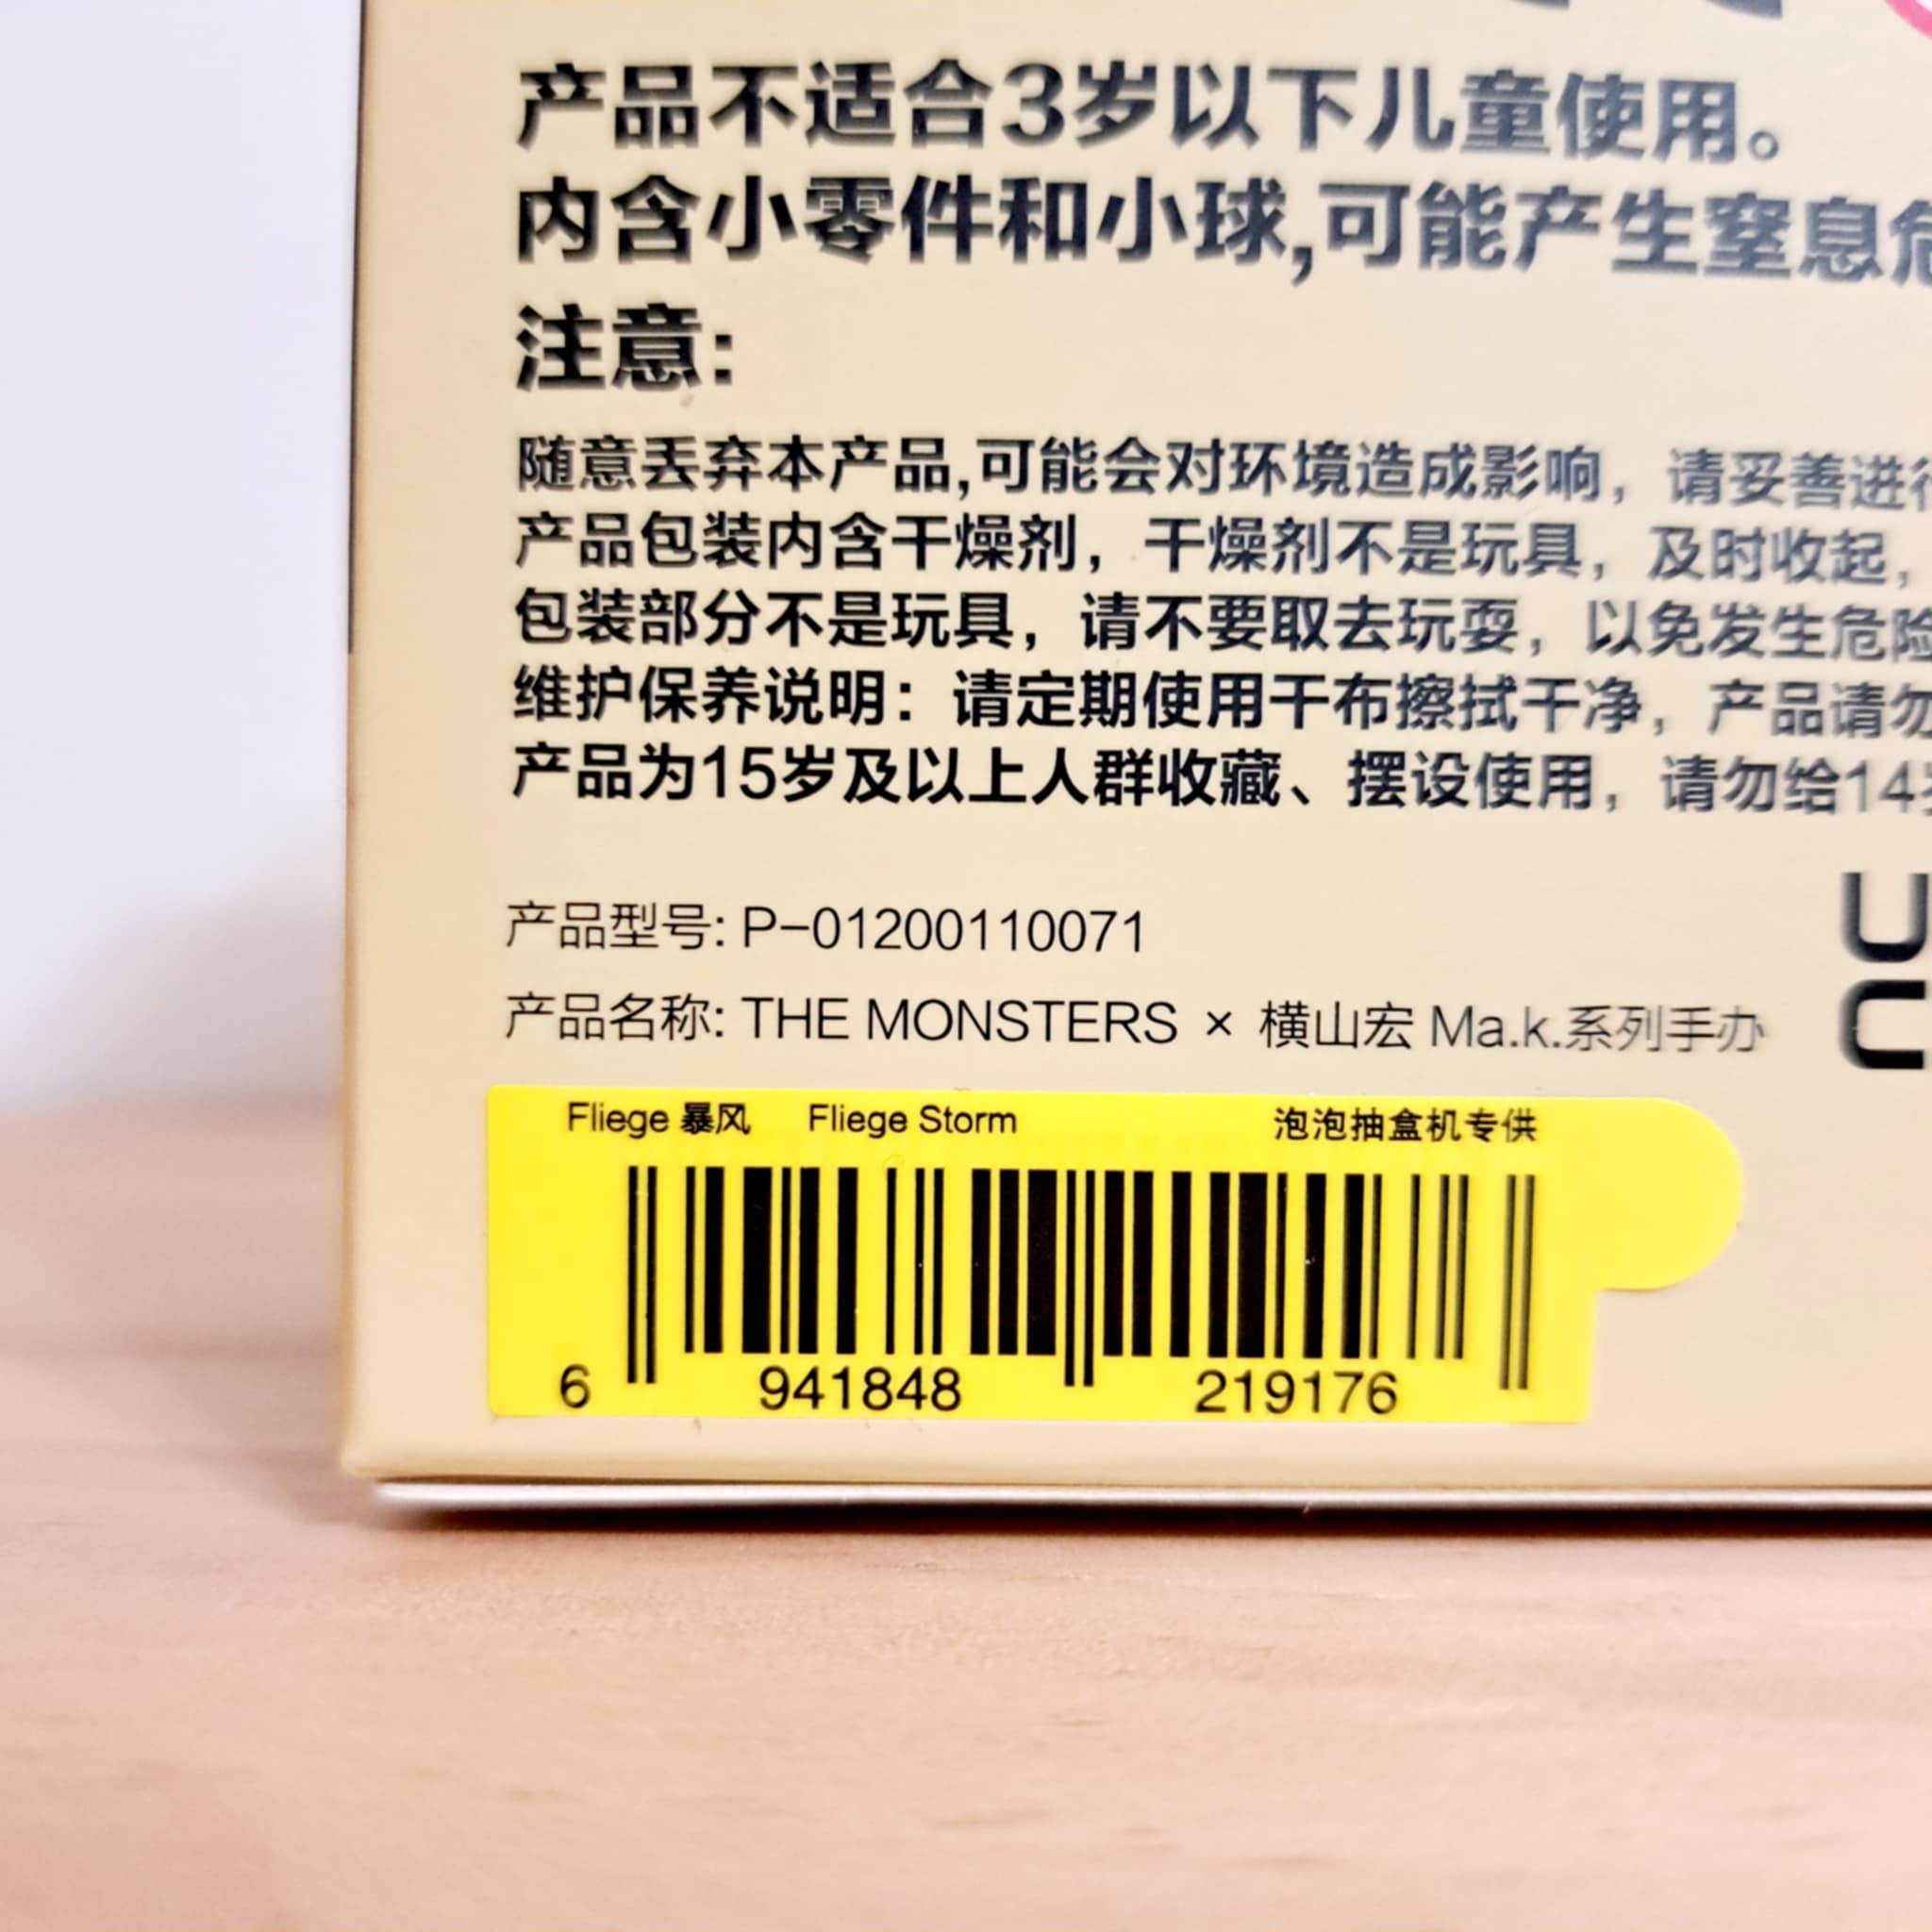 产品不适合3岁以下儿童使用。
内含小零件和小球,可能产生窒息危
注意:
随意丢弃本产品,可能会对环境造成影响，请妥善进行
产品包装内含干燥剂，干燥剂不是玩具，及时收起，
包装部分不是玩具，请不要取去玩耍，以免发生危险
维护保养说明：请定期使用干布擦拭干净，产品请勿
产品为15岁及以上人群收藏、摆设使用，请勿给14岁
产品型号: P-01200110071
产品名称: THE MONSTERS × 横山宏 Ma.k.系列手办
Fliege 暴风 Fliege Storm 泡泡抽盒机专供
6 941848 219176